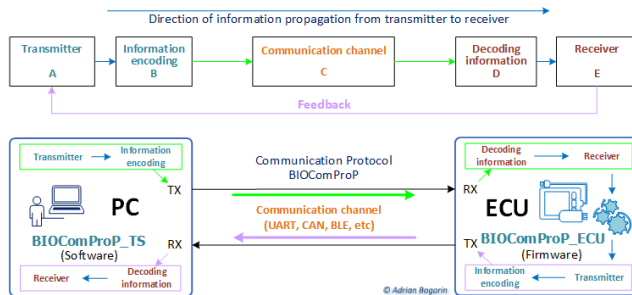 Direction of information propagation from transmitter to receiver
Transmitter
A
Information
encoding
B
Communication channel
C
Decoding
information
D
Receiver
E
Feedback
Transmitter
Information
encoding
TX
PC
BIOComProP_TS
(Software)
RX
Receiver
Decoding
information
Communication Protocol
BIOComProP
Communication channel
(UART, CAN, BLE, etc)
Decoding
information
Receiver
RX
ECU
TX
BIOComProP_ECU
(Firmware)
Information
encoding
Transmitter
© Adrian Bogorin